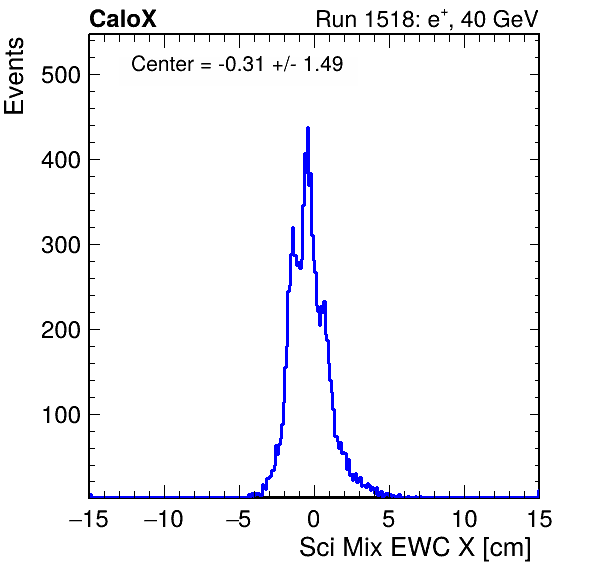 CaloX Run 1518: e⁺, 40 GeV
Center = -0.31 +/- 1.49
Events
500
400
300
200
100
−15 −10 −5 0 5 10 15
Sci Mix EWC X [cm]